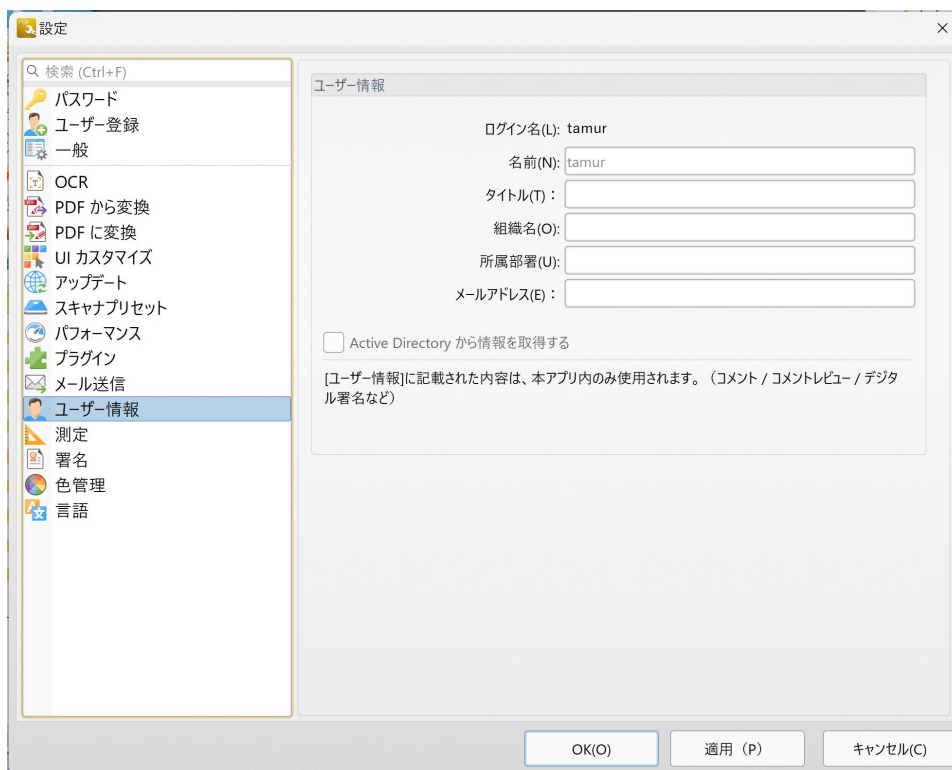 設定
検索 (Ctrl+F)
パスワード
ユーザー登録
一般
OCR
PDF から変換
PDF に変換
UI カスタマイズ
アップデート
スキャナプリセット
パフォーマンス
プラグイン
メール送信
ユーザー情報
測定
署名
色管理
言語
ユーザー情報
ログイン名(L): tamur
名前(N): tamur
タイトル(T)：
組織名(O):
所属部署(U):
メールアドレス(E)：
Active Directory から情報を取得する
[ユーザー情報]に記載された内容は、本アプリ内のみ使用されます。（コメント / コメントレビュー / デジタ
ル署名など）
OK(O)
適用（P）
キャンセル(C)